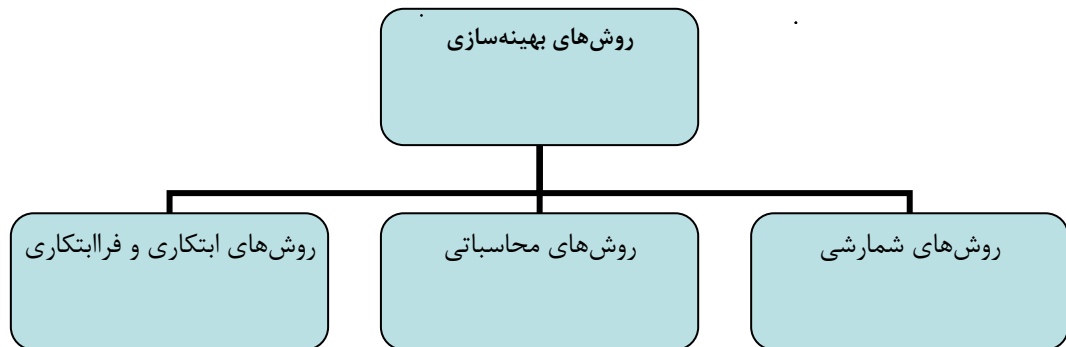 روش‌های بهینه‌سازی
روش‌های شمارشی
روش‌های محاسباتی
روش‌های ابتکاری و فراابتکاری